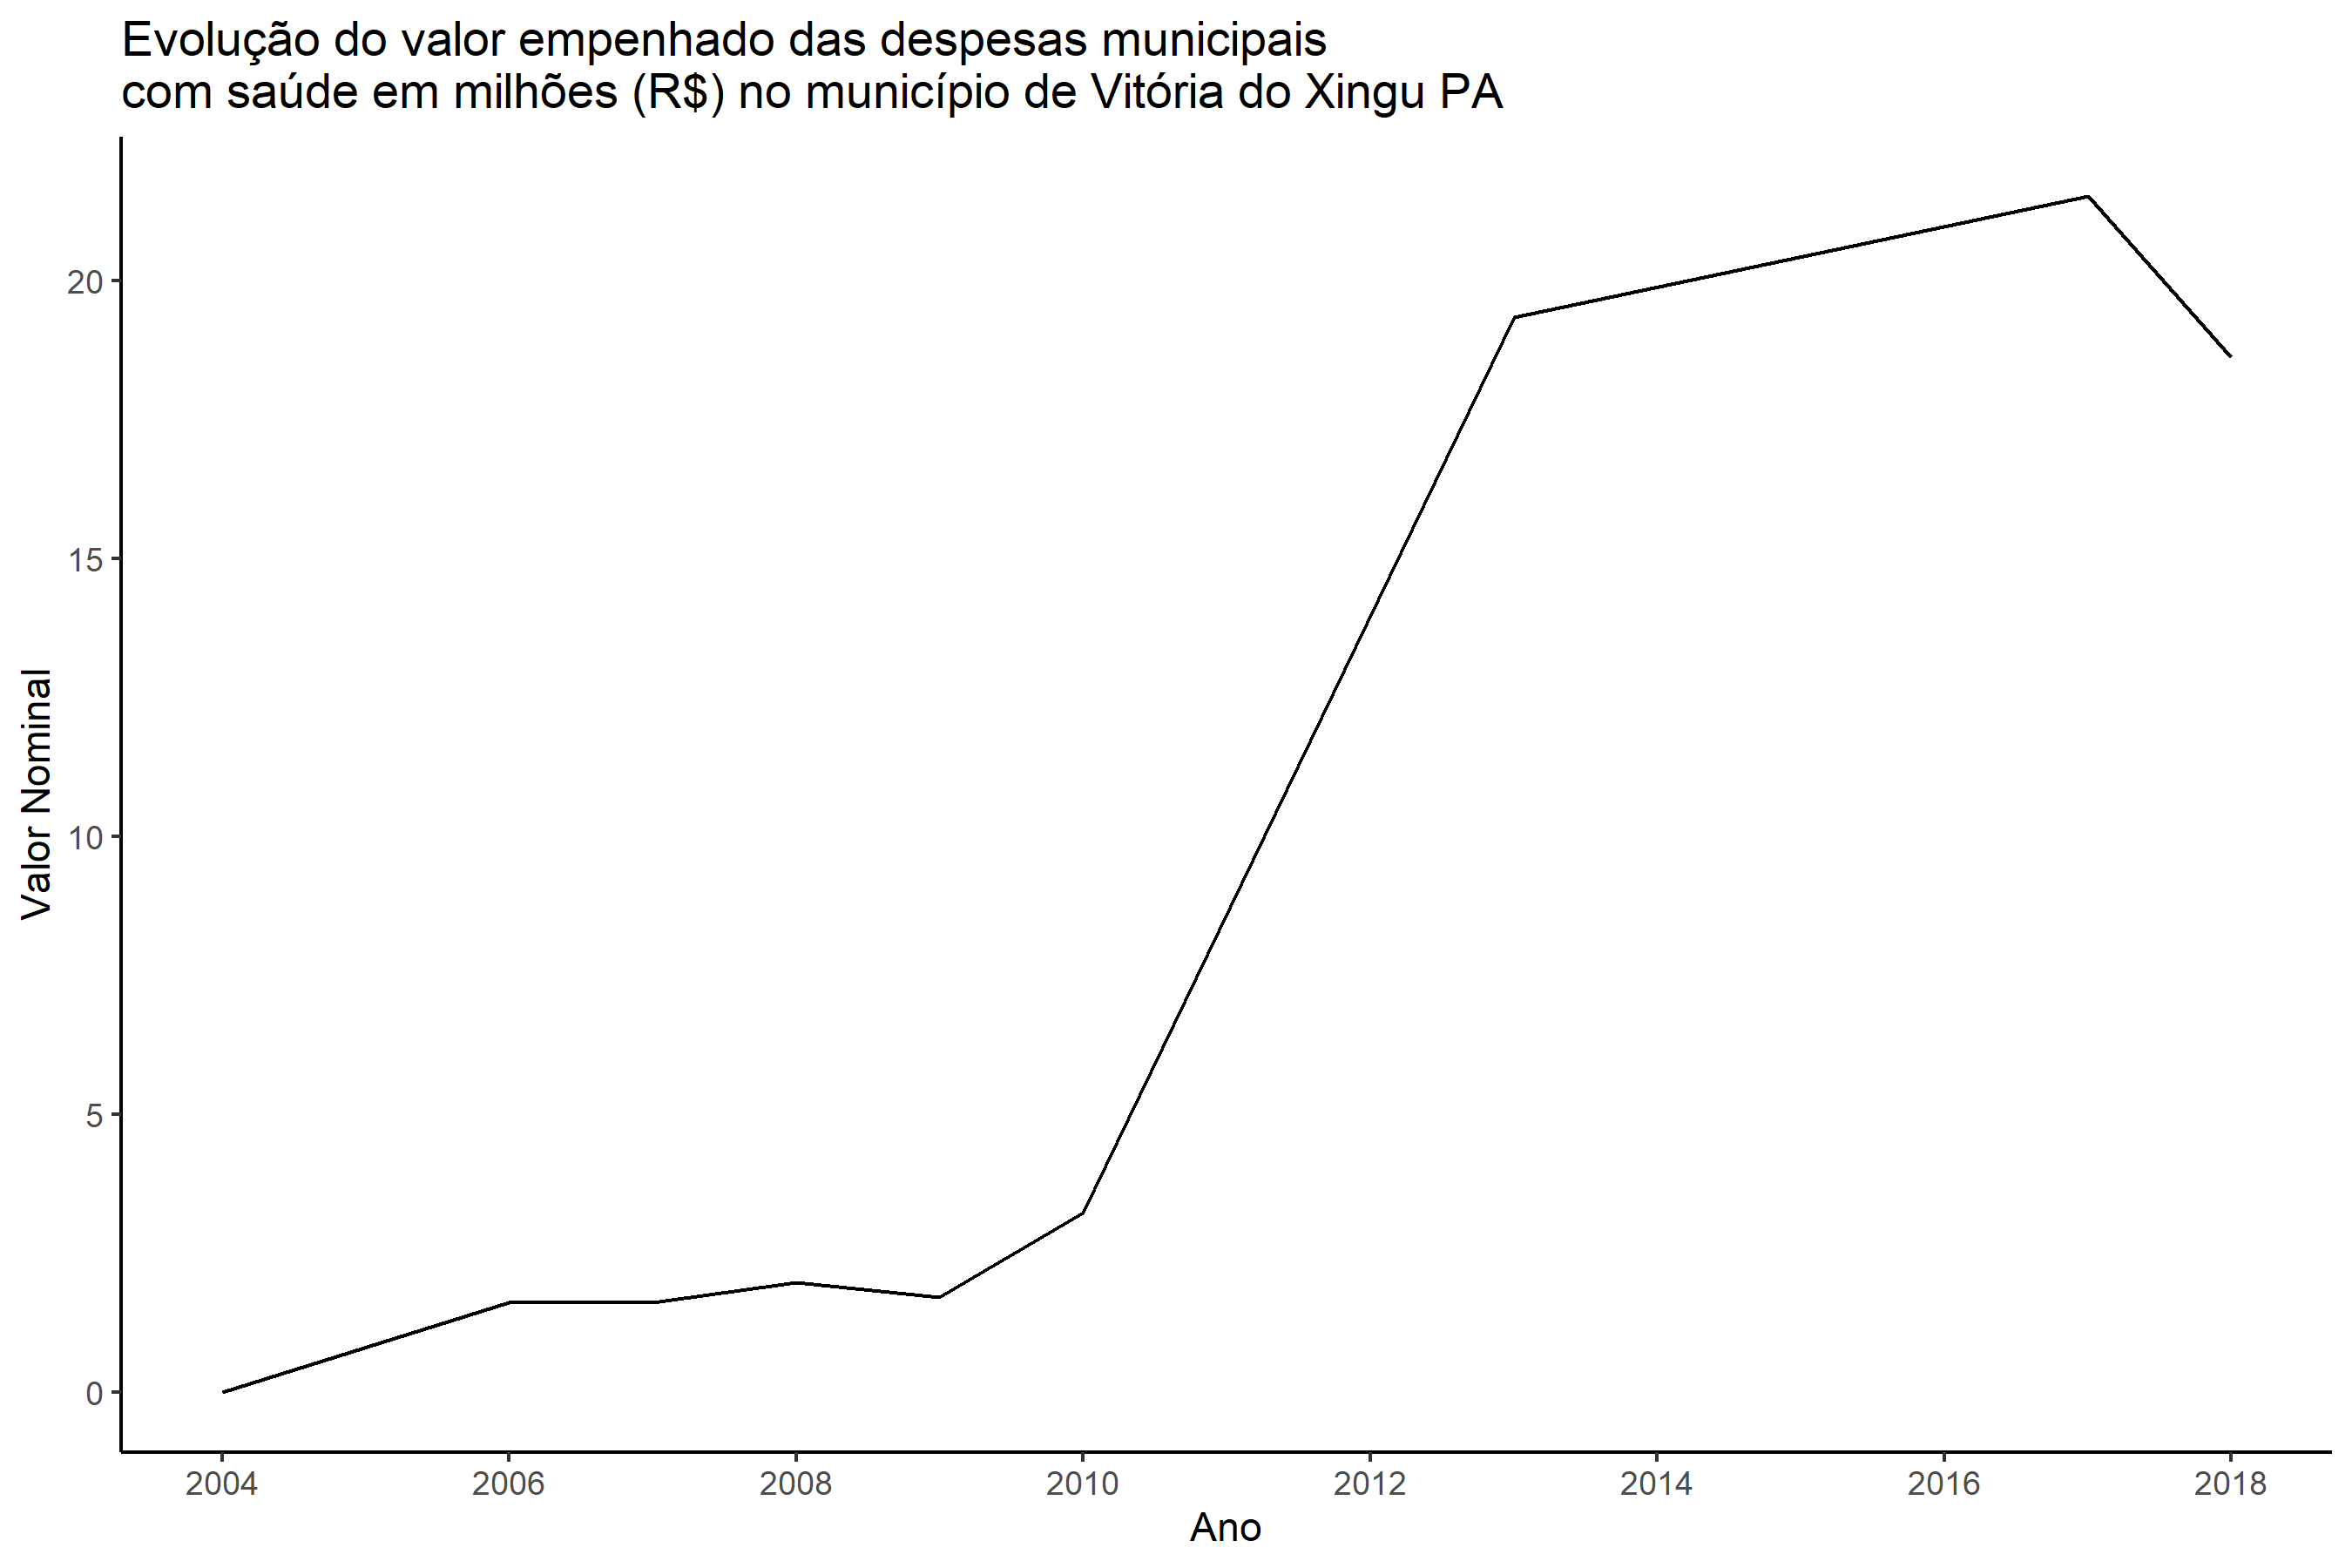 Evolução do valor empenhado das despesas municipais
com saúde em milhões (R$) no município de Vitória do Xingu PA
Valor Nominal
20
15
10
5
0
2004 2006 2008 2010 2012 2014 2016 2018
Ano